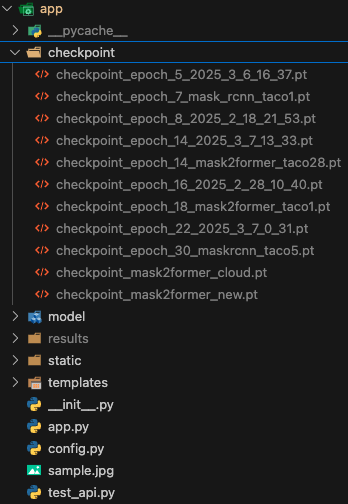 app
__pycache__
checkpoint
checkpoint_epoch_5_2025_3_6_16_37.pt
checkpoint_epoch_7_mask_rcnn_taco1.pt
checkpoint_epoch_8_2025_2_18_21_53.pt
checkpoint_epoch_14_2025_3_7_13_33.pt
checkpoint_epoch_14_mask2former_taco28.pt
checkpoint_epoch_16_2025_2_28_10_40.pt
checkpoint_epoch_18_mask2former_taco1.pt
checkpoint_epoch_22_2025_3_7_0_31.pt
checkpoint_epoch_30_maskrcnn_taco5.pt
checkpoint_mask2former_cloud.pt
checkpoint_mask2former_new.pt
model
results
static
templates
__init__.py
app.py
config.py
sample.jpg
test_api.py